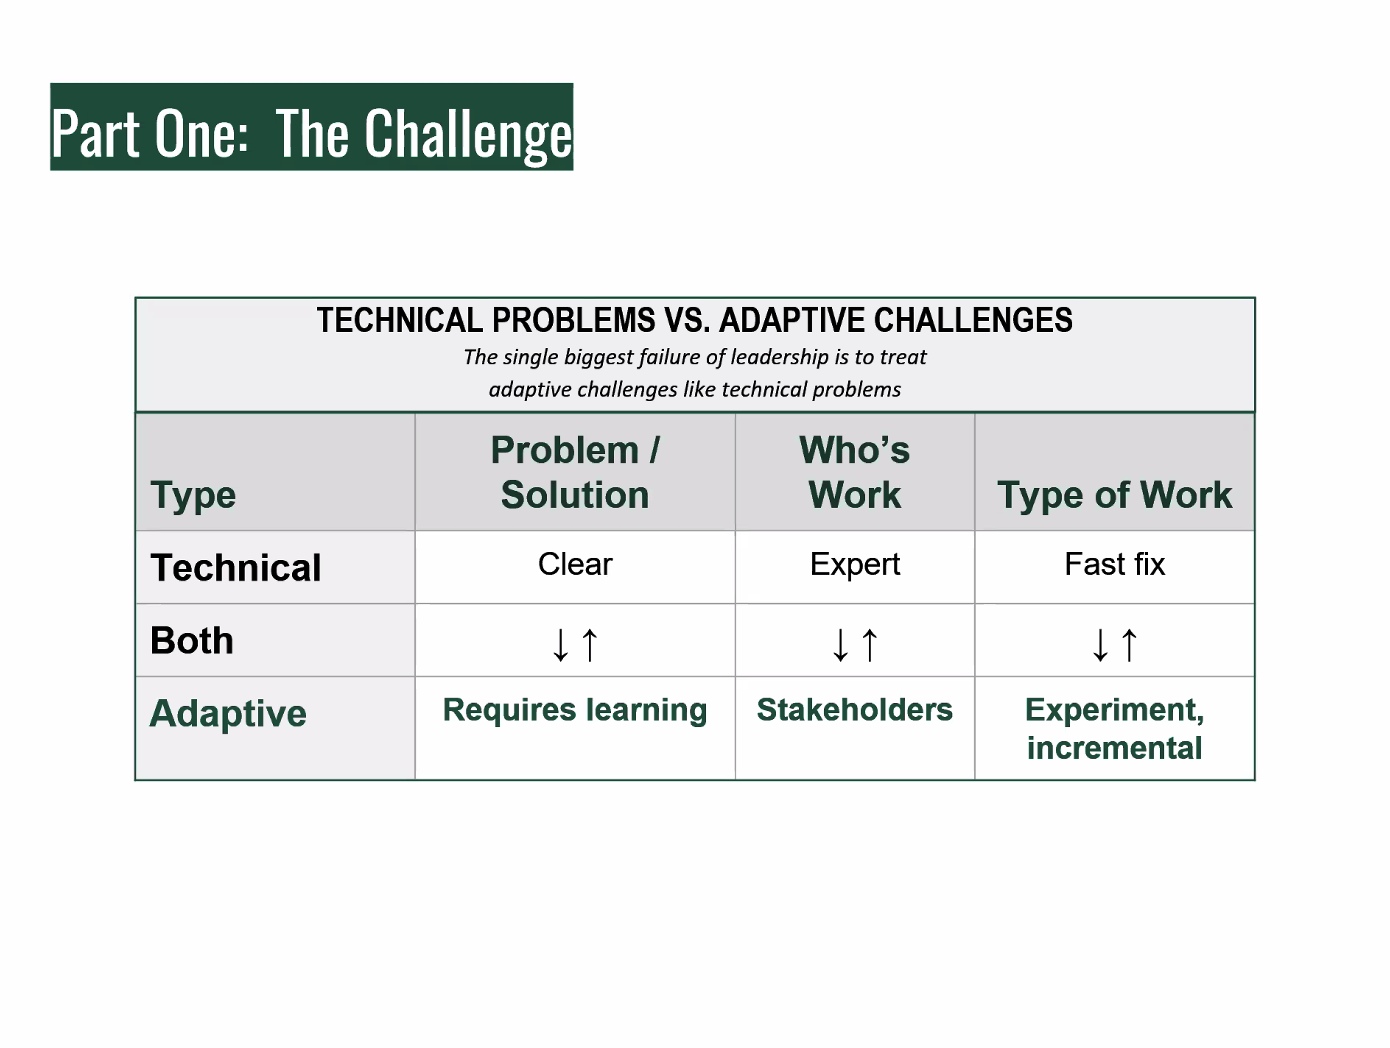 Part One:  The Challenge
TECHNICAL PROBLEMS VS. ADAPTIVE CHALLENGES
The single biggest failure of leadership is to treat
adaptive challenges like technical problems
Type
Problem /
Solution
Who’s
Work
Type of Work
Technical
Clear
Expert
Fast fix
Both
↓↑
↓↑
↓↑
Adaptive
Requires learning
Stakeholders
Experiment,
incremental